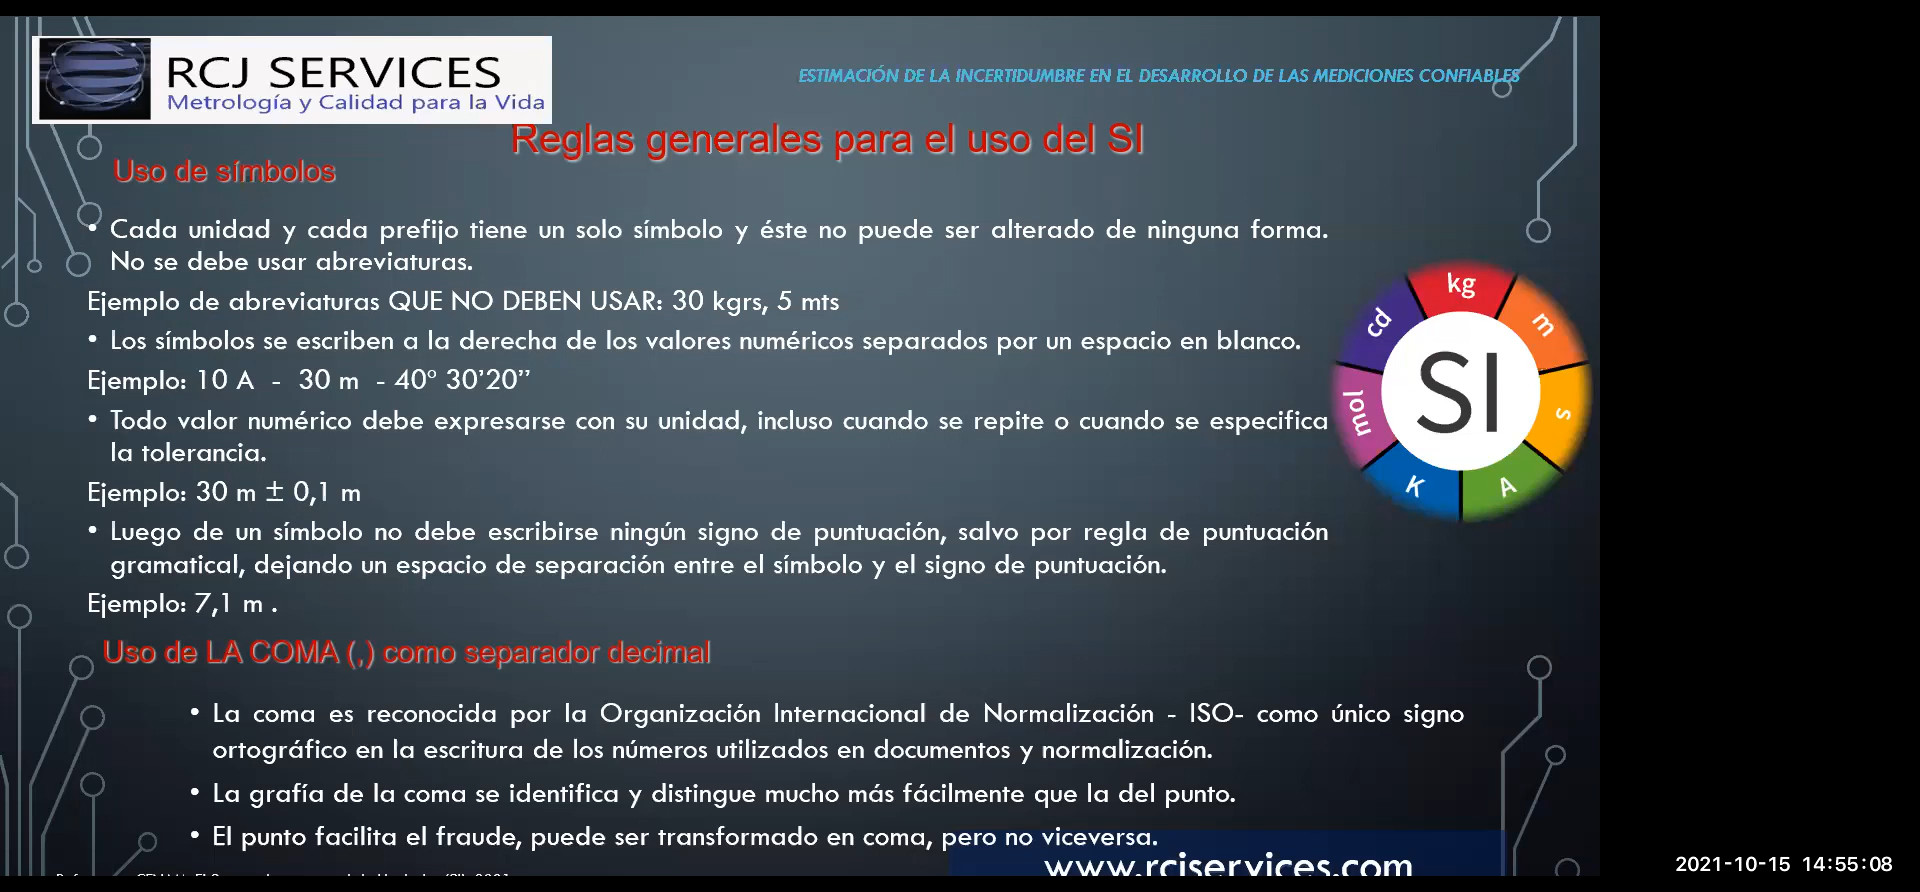 RCJ SERVICES
Metrología y Calidad para la Vida
ESTIMACIÓN DE LA INCERTIDUMBRE EN EL DESARROLLO DE LAS MEDICIONES CONFIABLES
Reglas generales para el uso del SI
Uso de símbolos
• Cada unidad y cada prefijo tiene un solo símbolo y éste no puede ser alterado de ninguna forma.
No se debe usar abreviaturas.
Ejemplo de abreviaturas QUE NO DEBEN USAR: 30 kgrs, 5 mts
• Los símbolos se escriben a la derecha de los valores numéricos separados por un espacio en blanco.
Ejemplo: 10 A - 30 m - 40° 30’20’’
• Todo valor numérico debe expresarse con su unidad, incluso cuando se repite o cuando se especifica
la tolerancia.
Ejemplo: 30 m ± 0,1 m
• Luego de un símbolo no debe escribirse ningún signo de puntuación, salvo por regla de puntuación
gramatical, dejando un espacio de separación entre el símbolo y el signo de puntuación.
Ejemplo: 7,1 m .
kg
m
s
A
K
mol
cd
SI
Uso de LA COMA (,) como separador decimal
• La coma es reconocida por la Organización Internacional de Normalización - ISO- como único signo
ortográfico en la escritura de los números utilizados en documentos y normalización.
• La grafía de la coma se identifica y distingue mucho más fácilmente que la del punto.
• El punto facilita el fraude, puede ser transformado en coma, pero no viceversa.
www.rcjservices.com
2021-10-15 14:55:08